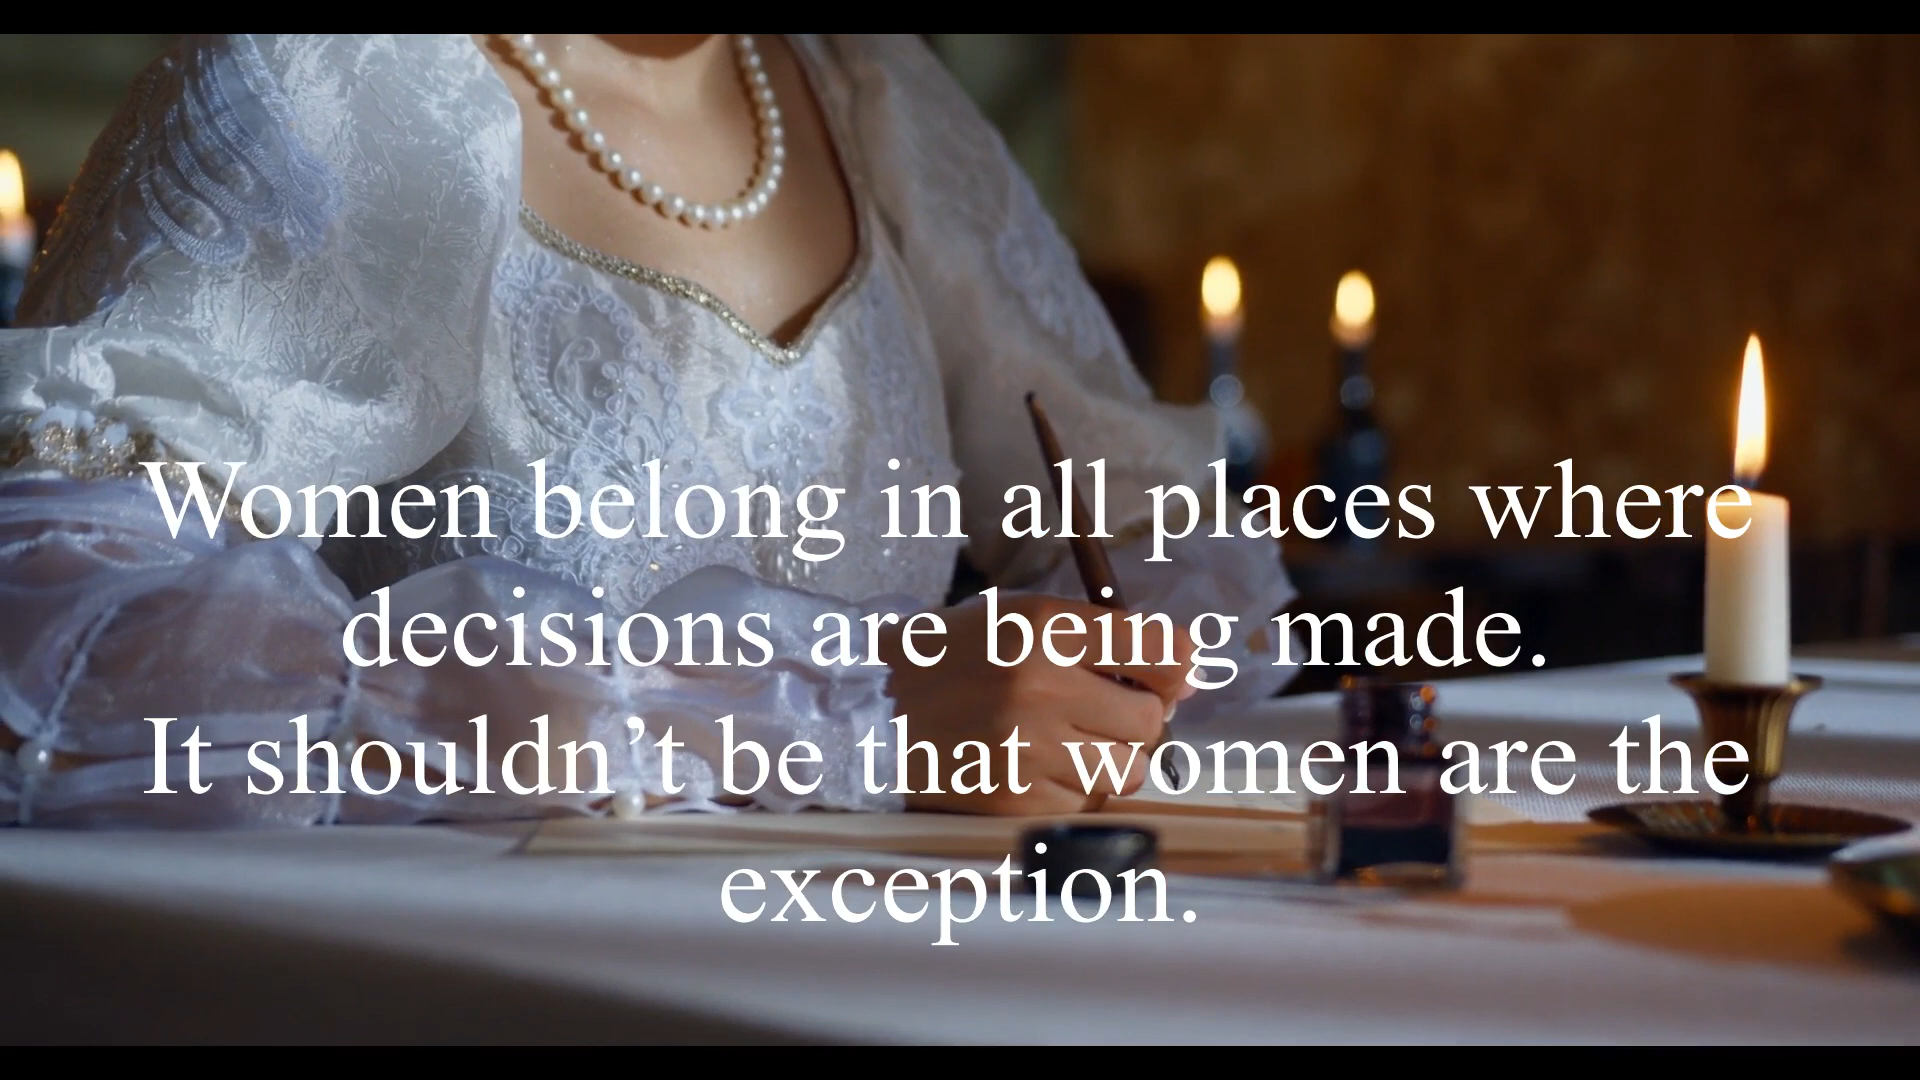 Women belong in all places where
decisions are being made.
It shouldn’t be that women are the
exception.